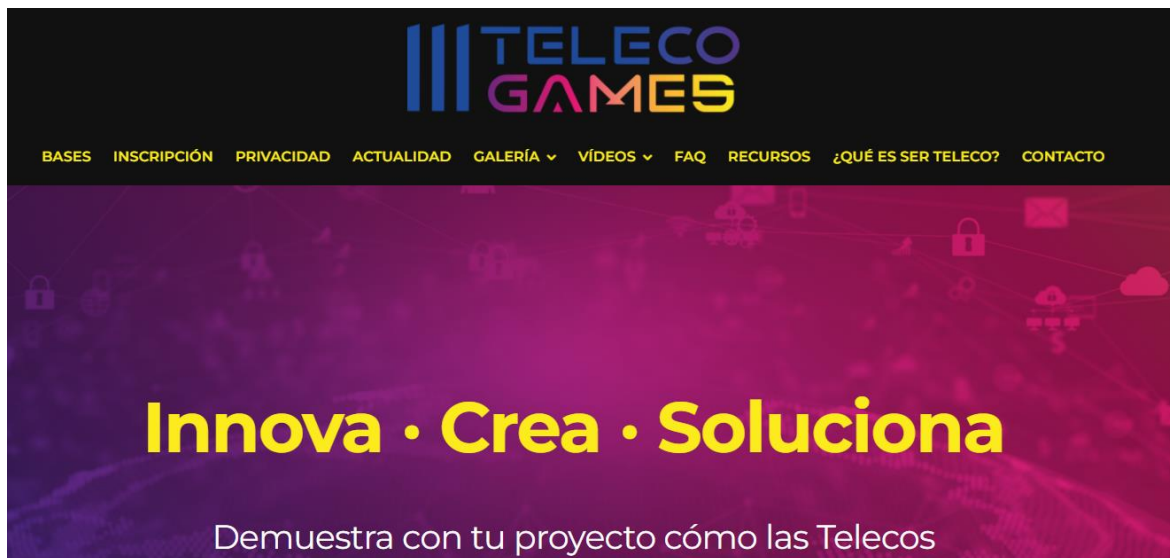 III TELECO
GAMES
BASES INSCRIPCIÓN PRIVACIDAD ACTUALIDAD GALERÍA VÍDEOS FAQ RECURSOS ¿QUÉ ES SER TELECO? CONTACTO
Innova · Crea · Soluciona
Demuestra con tu proyecto cómo las Telecos